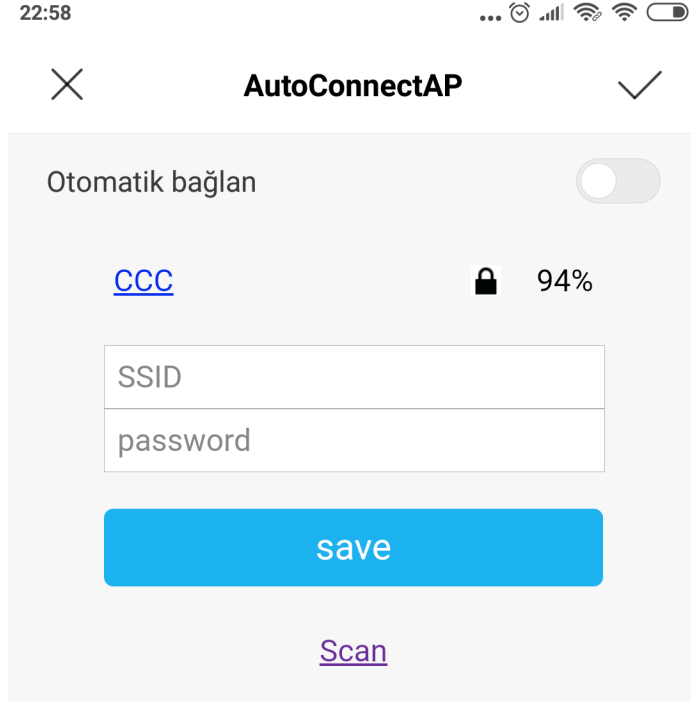 22:58
AutoConnectAP
Otomatik bağlan
CCC 94%
SSID
password
save
Scan